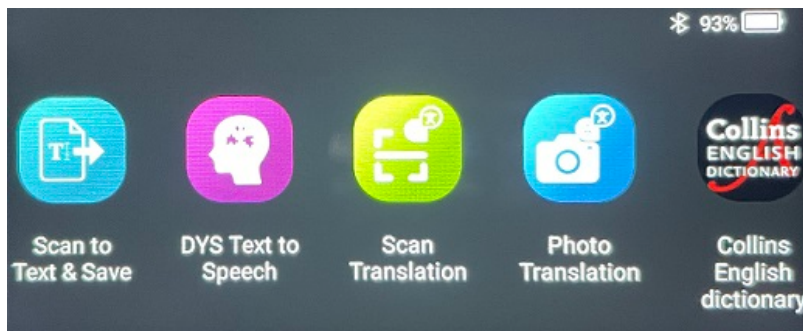 93%
Scan to
Text & Save
DYS Text to
Speech
Scan
Translation
Photo
Translation
Collins
ENGLISH
DICTIONARY
Collins
English
dictionary